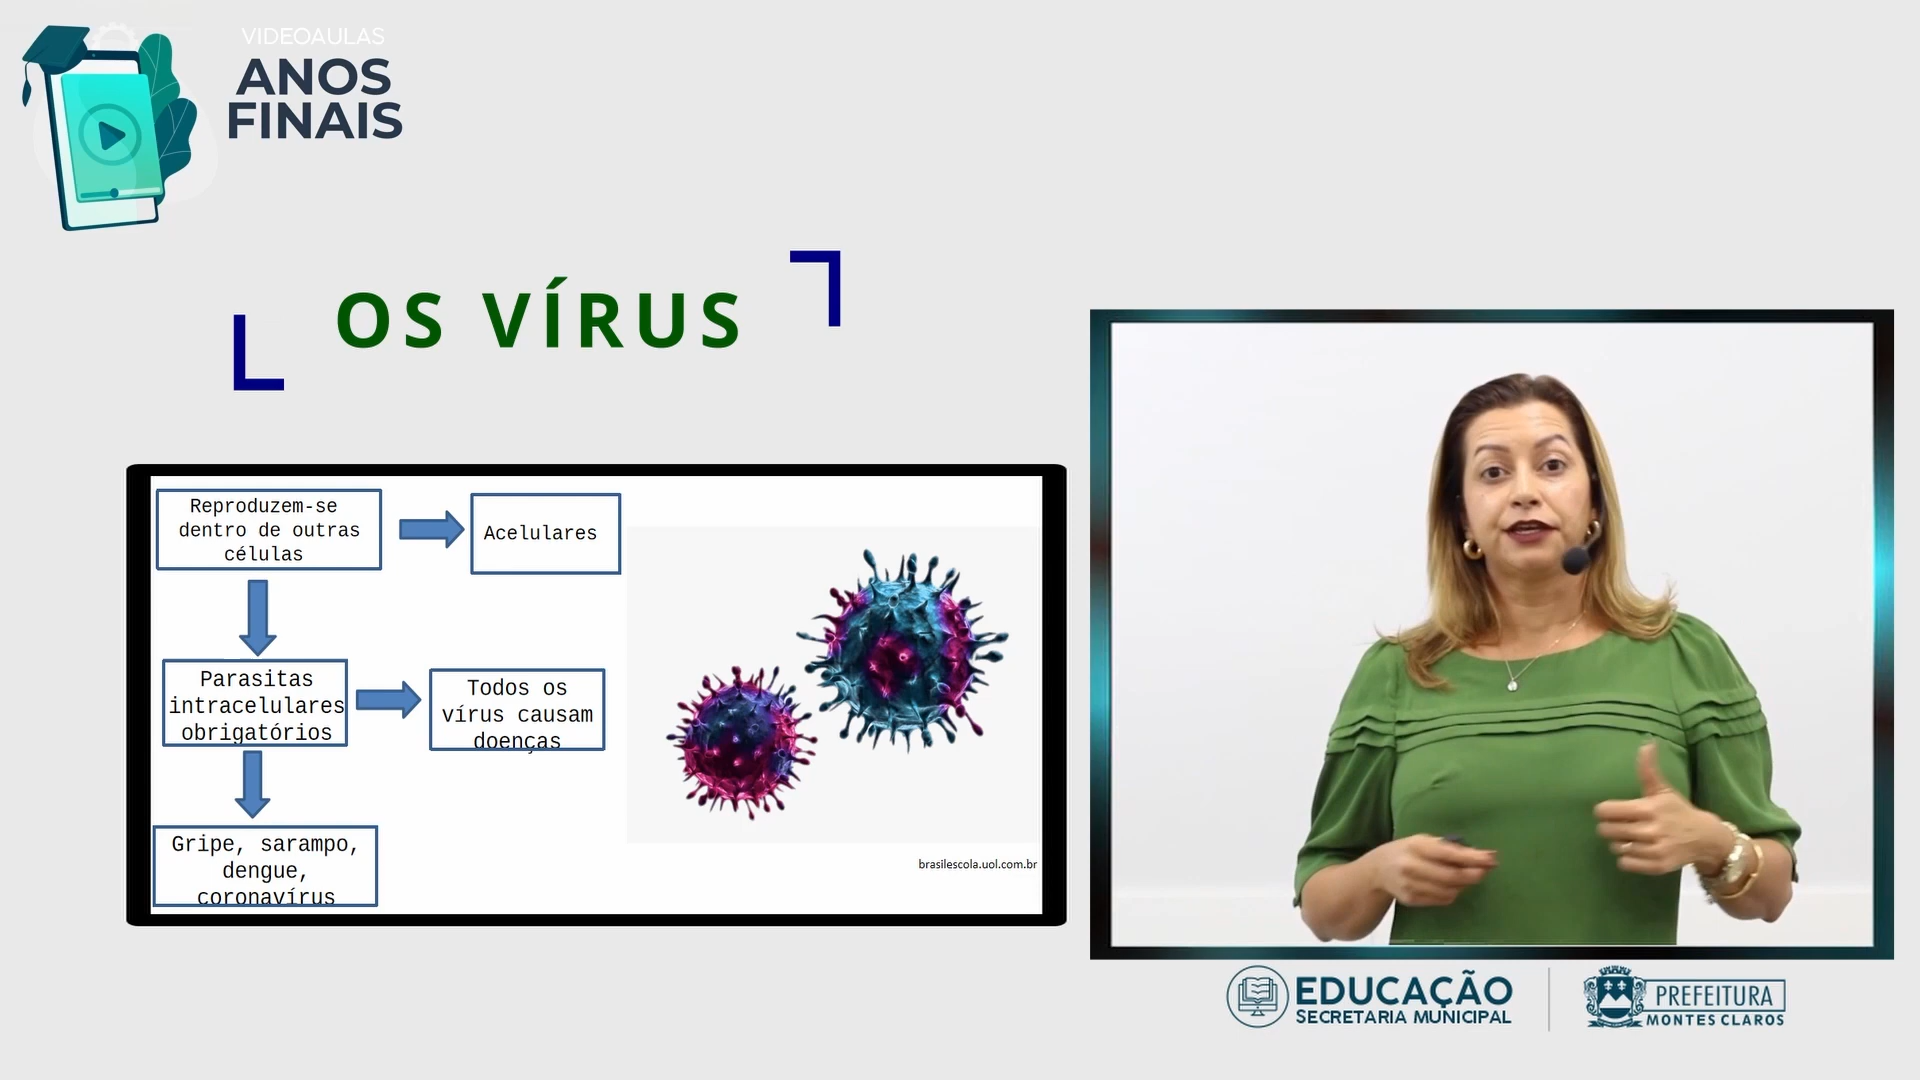 VIDEOAULAS
ANOS
FINAIS
OS VÍRUS
Reproduzem-se
dentro de outras
células
Acelulares
Parasitas
intracelulares
obrigatórios
Todos os
vírus causam
doenças
Gripe, sarampo,
dengue,
coronavírus
brasilescola.uol.com.br
EDUCAÇÃO
SECRETARIA MUNICIPAL
PREFEITURA
MONTES CLAROS